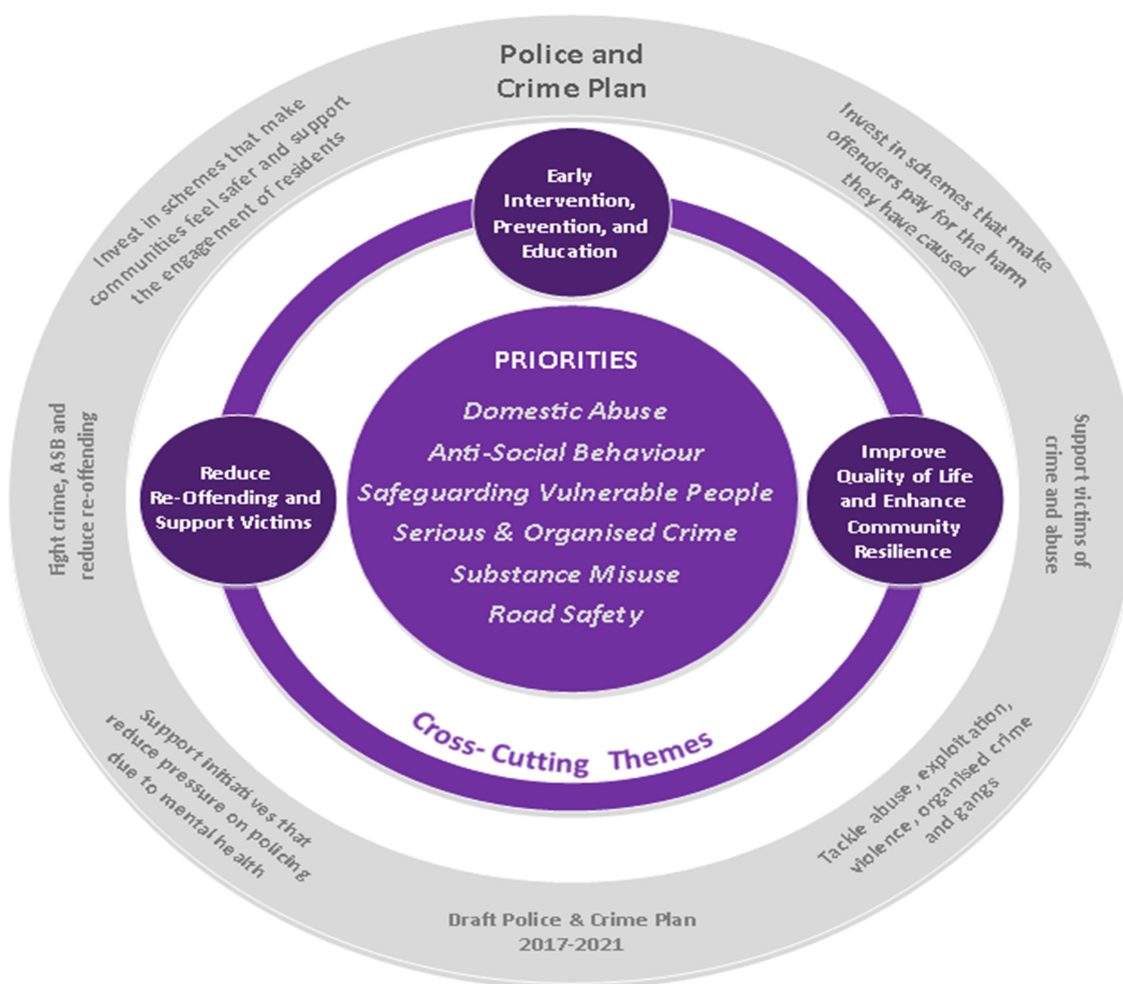 Police and
Crime Plan
Invest in schemes that make
communities feel safer and support
the engagement of residents
Invest in schemes that make
offenders pay for the harm
they have caused
Early
Intervention,
Prevention, and
Education
PRIORITIES
Domestic Abuse
Anti-Social Behaviour
Safeguarding Vulnerable People
Serious & Organised Crime
Substance Misuse
Road Safety
Reduce
Re-Offending and
Support Victims
Improve
Quality of Life
and Enhance
Community
Resilience
Fight crime, ASB and
reduce re-offending
Support victims of
crime and abuse
Cross- Cutting Themes
Support initiatives that
reduce pressure on policing
due to mental health
Tackle abuse, exploitation,
violence, organised crime
and gangs
Draft Police & Crime Plan
2017-2021